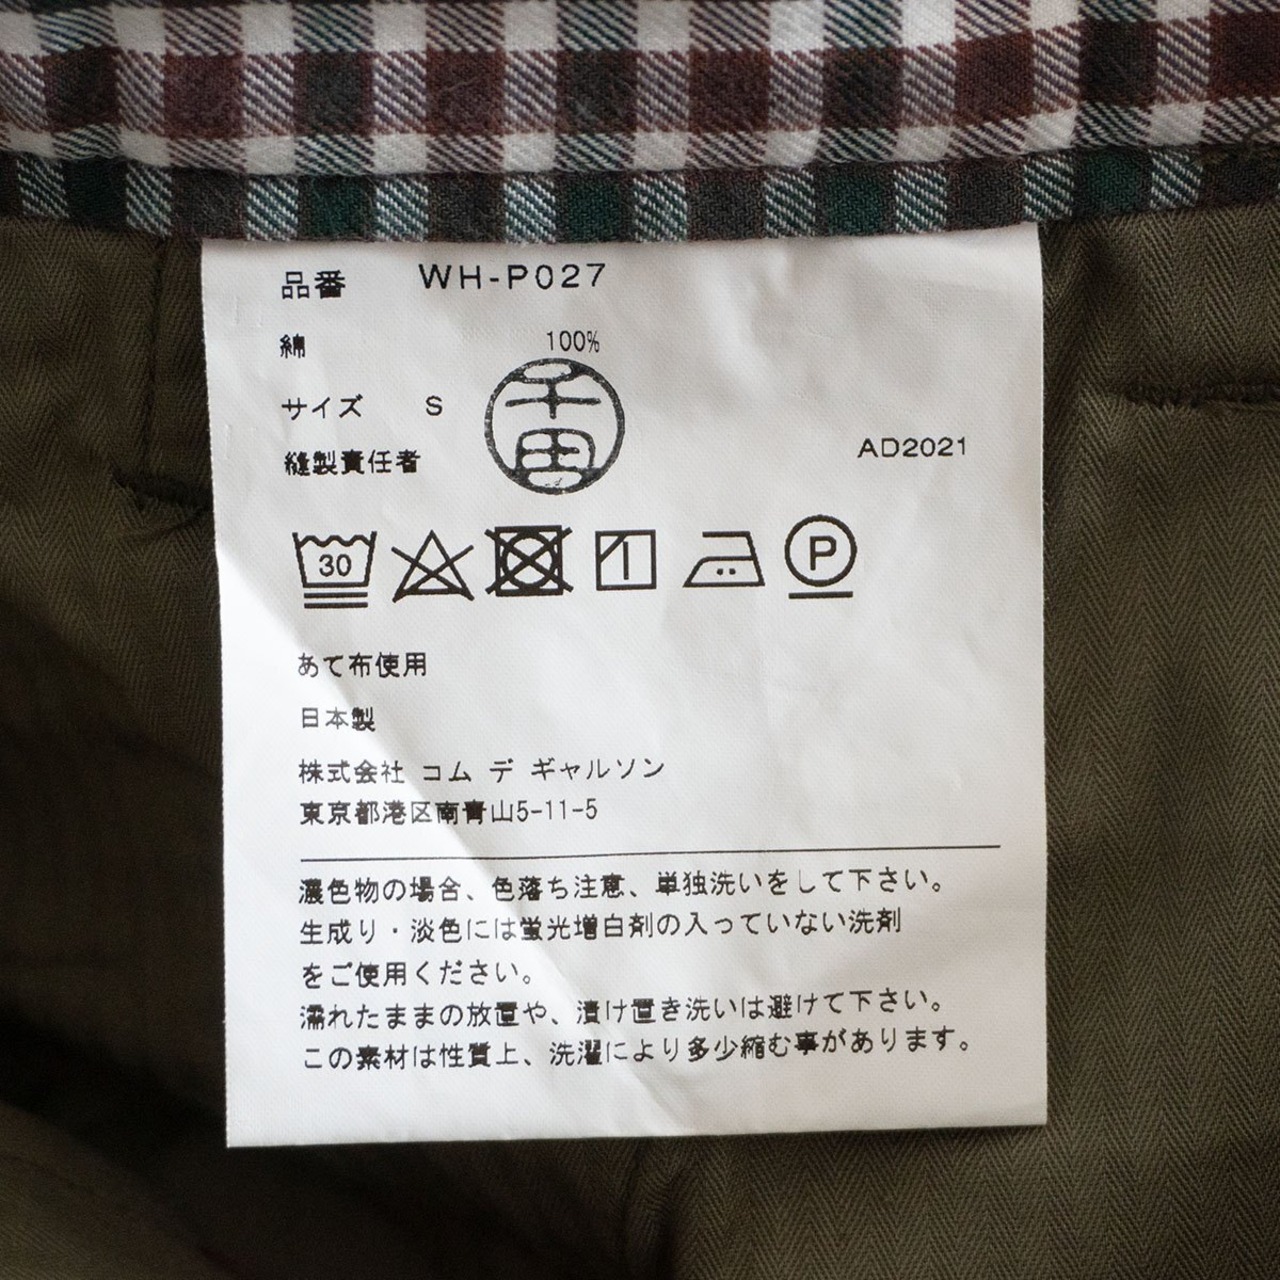 品番 WH-P027
綿 100%
サイズ S
千田
縫製責任者
AD2021
30
P
あて布使用
日本製
株式会社 コム デ ギャルソン
東京都港区南青山5-11-5
濃色物の場合、色落ち注意、単独洗いをして下さい。
生成り・淡色には蛍光増白剤の入っていない洗剤
をご使用ください。
濡れたままの放置や、漬け置き洗いは避けて下さい。
この素材は性質上、洗濯により多少縮む事があります。